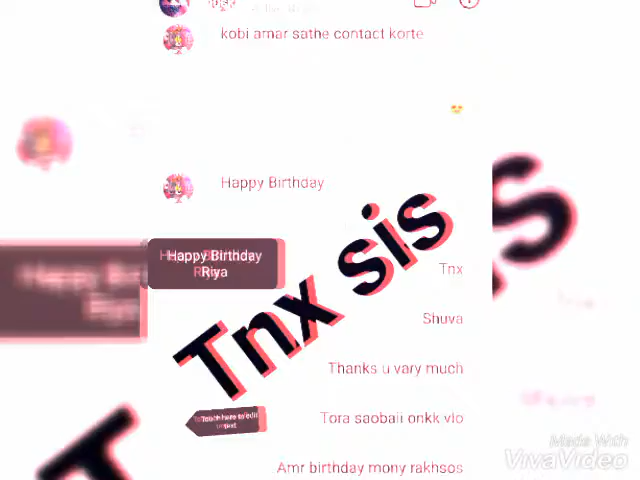 kobi amar sathe contact korte
Happy Birthday
Happy Birthday
Riya
Tnx sis
Tnx
Shuva
Thanks u vary much
Tora saobaii onkk vlo
Amr birthday mony rakhsos
Made With
VivaVideo